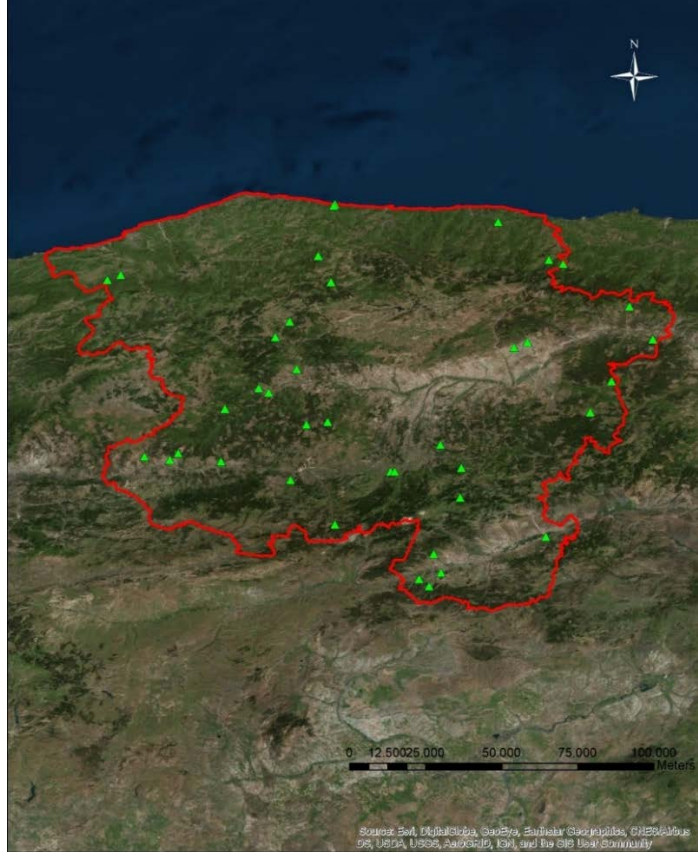 N
0 12.500 25.000 50.000 75.000 100.000
Meters
Source: Esri, DigitalGlobe, GeoEye, Earthstar Geographics, CNES/Airbus
DS, USDA, USGS, AeroGRID, IGN, and the GIS User Community